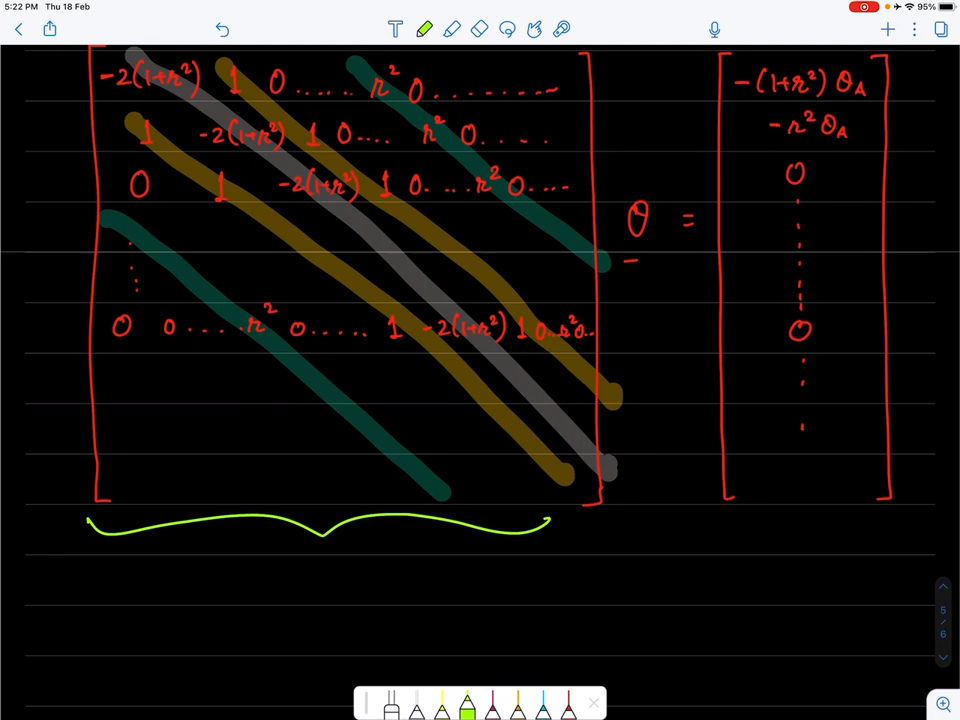 5:22 PM Thu 18 Feb 95%
-2(1+r²) 1 0 ...... r² 0 ........ -(1+r²) θA
1 -2(1+r²) 1 0 .... r² 0 ..... -r² θA
0 1 -2(1+r²) 1 0 ..... r² 0 ..... 0
θ =
0 0 ..... r² 0 ..... 1 -2(1+r²) 1 0...r² 0.. 0
5
/
6